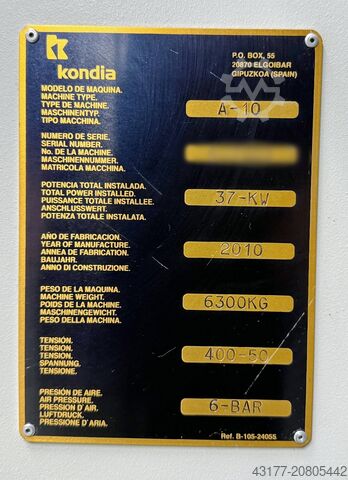 kondia
P.O. BOX, 55
20870 ELGOIBAR
GIPUZKOA (SPAIN)
MODELO DE MAQUINA.
MACHINE TYPE.
TYPE DE MACHINE.
MASCHINENTYP.
TIPO MACCHINA.
A-10
NUMERO DE SERIE.
SERIAL NUMBER.
No. DE LA MACHINE.
MASCHINENNUMMER.
MATRICOLA MACCHINA.
POTENCIA TOTAL INSTALADA.
TOTAL POWER INSTALLED.
PUISSANCE TOTALE INSTALLEE.
ANSCHLUSSWERT.
POTENZA TOTALE INSTALATA.
37-KW
AÑO DE FABRICACION.
YEAR OF MANUFACTURE.
ANNEA DE FABRICATION.
BAUJAHR.
ANNO DI CONSTRUZIONE.
2010
PESO DE LA MAQUINA.
MACHINE WEIGHT.
POIDS DE LA MACHINE.
MASCHINENGEWICHT.
PESO DELLA MACHINA.
6300KG
TENSIÓN.
TENSION.
TENSION.
SPANNUNG.
TENSIONE.
400-50
PRESIÓN DE AIRE.
AIR PRESSURE.
PRESSION D'AIR.
LUFTDRUCK.
PRESSIONE D'ARIA.
6-BAR
Ref. B-105-24055
43177-20805442